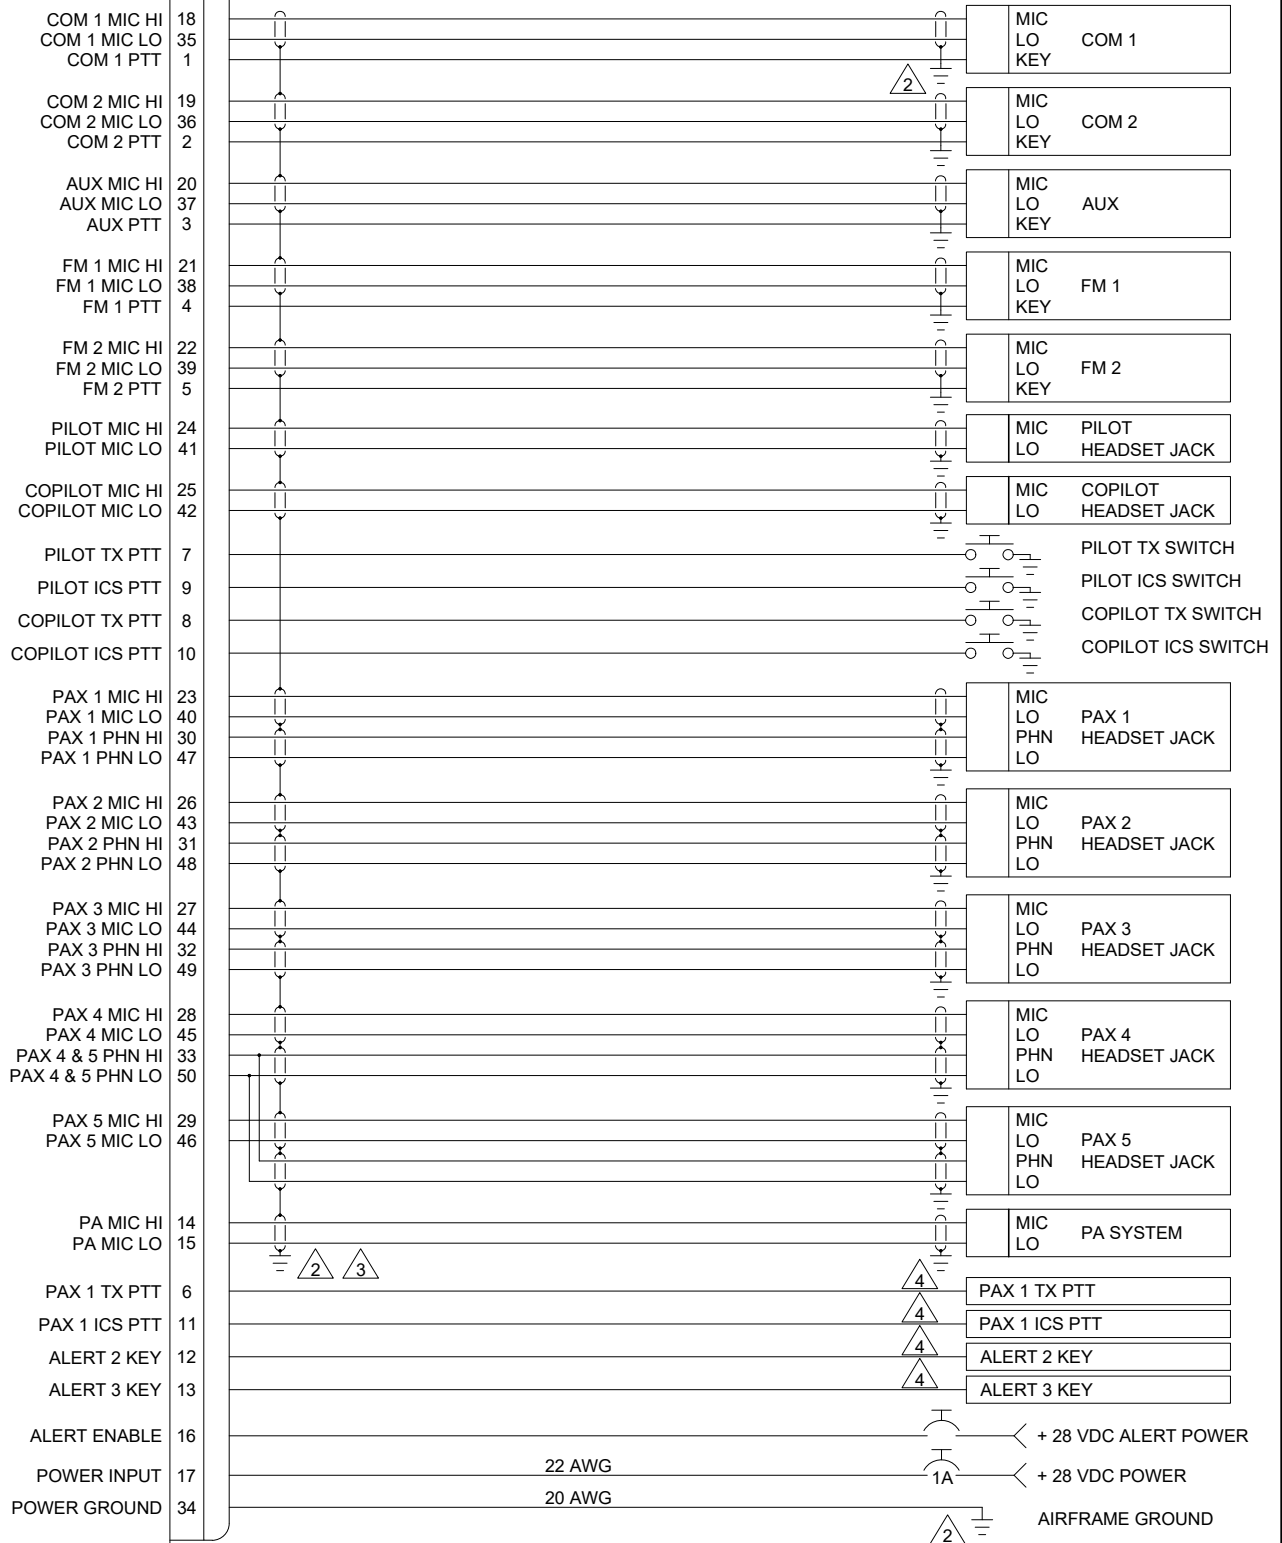 COM 1 MIC HI 18 MIC
COM 1 MIC LO 35 LO COM 1
COM 1 PTT 1 KEY
2
COM 2 MIC HI 19 MIC
COM 2 MIC LO 36 LO COM 2
COM 2 PTT 2 KEY
AUX MIC HI 20 MIC
AUX MIC LO 37 LO AUX
AUX PTT 3 KEY
FM 1 MIC HI 21 MIC
FM 1 MIC LO 38 LO FM 1
FM 1 PTT 4 KEY
FM 2 MIC HI 22 MIC
FM 2 MIC LO 39 LO FM 2
FM 2 PTT 5 KEY
PILOT MIC HI 24 MIC PILOT
PILOT MIC LO 41 LO HEADSET JACK
COPILOT MIC HI 25 MIC COPILOT
COPILOT MIC LO 42 LO HEADSET JACK
PILOT TX PTT 7 PILOT TX SWITCH
PILOT ICS PTT 9 PILOT ICS SWITCH
COPILOT TX PTT 8 COPILOT TX SWITCH
COPILOT ICS PTT 10 COPILOT ICS SWITCH
PAX 1 MIC HI 23 MIC
PAX 1 MIC LO 40 LO PAX 1
PAX 1 PHN HI 30 PHN HEADSET JACK
PAX 1 PHN LO 47 LO
PAX 2 MIC HI 26 MIC
PAX 2 MIC LO 43 LO PAX 2
PAX 2 PHN HI 31 PHN HEADSET JACK
PAX 2 PHN LO 48 LO
PAX 3 MIC HI 27 MIC
PAX 3 MIC LO 44 LO PAX 3
PAX 3 PHN HI 32 PHN HEADSET JACK
PAX 3 PHN LO 49 LO
PAX 4 MIC HI 28 MIC
PAX 4 MIC LO 45 LO PAX 4
PAX 4 & 5 PHN HI 33 PHN HEADSET JACK
PAX 4 & 5 PHN LO 50 LO
PAX 5 MIC HI 29 MIC
PAX 5 MIC LO 46 LO PAX 5
PHN HEADSET JACK
LO
PA MIC HI 14 MIC PA SYSTEM
PA MIC LO 15 LO
2 3
PAX 1 TX PTT 6 4 PAX 1 TX PTT
PAX 1 ICS PTT 11 4 PAX 1 ICS PTT
ALERT 2 KEY 12 4 ALERT 2 KEY
ALERT 3 KEY 13 4 ALERT 3 KEY
ALERT ENABLE 16 + 28 VDC ALERT POWER
POWER INPUT 17 22 AWG 1A + 28 VDC POWER
POWER GROUND 34 20 AWG AIRFRAME GROUND
2